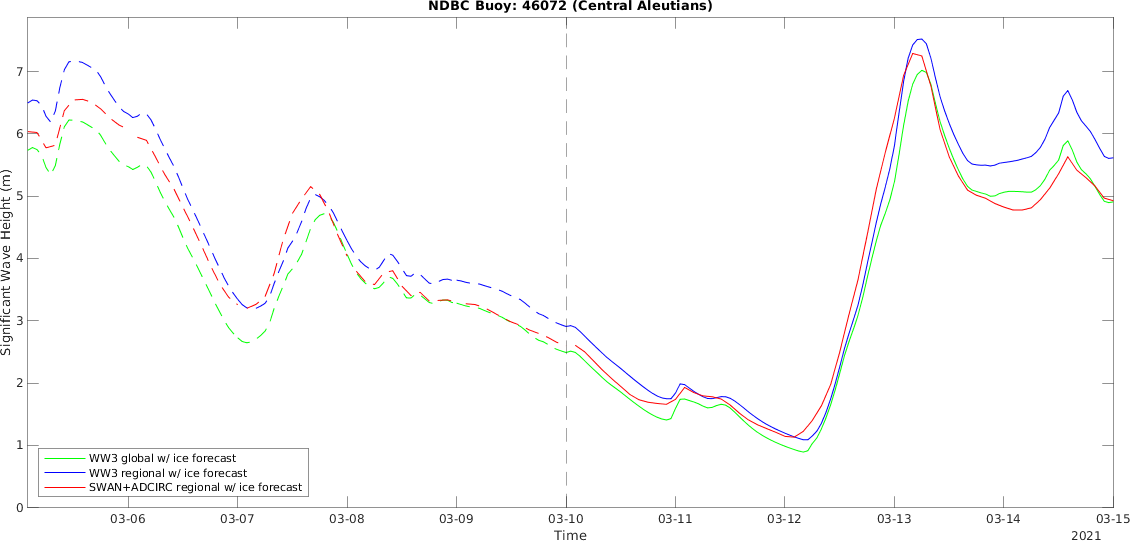 NDBC Buoy: 46072 (Central Aleutians)
Significant Wave Height (m)
7
6
5
4
3
2
1
0
WW3 global w/ ice forecast
WW3 regional w/ ice forecast
SWAN+ADCIRC regional w/ ice forecast
03-06 03-07 03-08 03-09 03-10 03-11 03-12 03-13 03-14 03-15
Time
2021